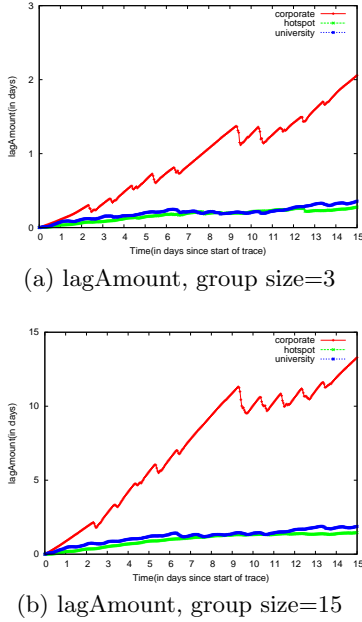 3
corporate
hotspot
university
2
lagAmount(in days)
1
0
0 1 2 3 4 5 6 7 8 9 10 11 12 13 14 15
Time(in days since start of trace)
(a) lagAmount, group size=3
15
corporate
hotspot
university
10
lagAmount(in days)
5
0
0 1 2 3 4 5 6 7 8 9 10 11 12 13 14 15
Time(in days since start of trace)
(b) lagAmount, group size=15